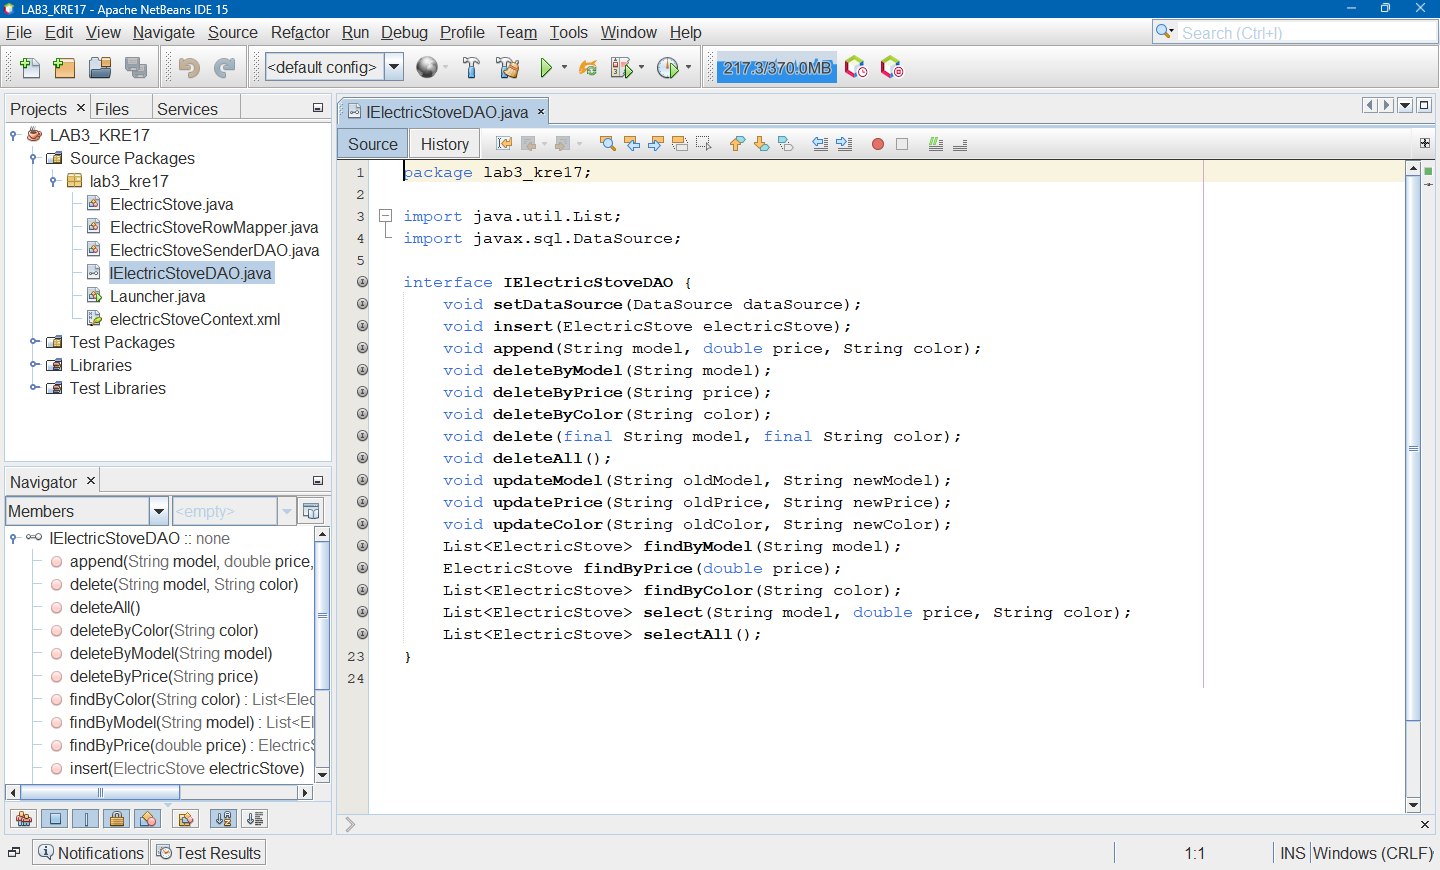 LAB3_KRE17 - Apache NetBeans IDE 15
File Edit View Navigate Source Refactor Run Debug Profile Team Tools Window Help
Search (Ctrl+I)
<default config>
217.3/370.0MB
Projects Files Services
LAB3_KRE17
Source Packages
lab3_kre17
ElectricStove.java
ElectricStoveRowMapper.java
ElectricStoveSenderDAO.java
IElectricStoveDAO.java
Launcher.java
electricStoveContext.xml
Test Packages
Libraries
Test Libraries
Navigator
Members
<empty>
IElectricStoveDAO :: none
append(String model, double price,
delete(String model, String color)
deleteAll()
deleteByColor(String color)
deleteByModel(String model)
deleteByPrice(String price)
findByColor(String color) : List<Elec
findByModel(String model) : List<El
findByPrice(double price) : ElectricS
insert(ElectricStove electricStove)
IElectricStoveDAO.java
Source History
1 package lab3_kre17;
2
3 import java.util.List;
4 import javax.sql.DataSource;
5
interface IElectricStoveDAO {
void setDataSource(DataSource dataSource);
void insert(ElectricStove electricStove);
void append(String model, double price, String color);
void deleteByModel(String model);
void deleteByPrice(String price);
void deleteByColor(String color);
void delete(final String model, final String color);
void deleteAll();
void updateModel(String oldModel, String newModel);
void updatePrice(String oldPrice, String newPrice);
void updateColor(String oldColor, String newColor);
List<ElectricStove> findByModel(String model);
ElectricStove findByPrice(double price);
List<ElectricStove> findByColor(String color);
List<ElectricStove> select(String model, double price, String color);
List<ElectricStove> selectAll();
23 }
24
Notifications Test Results
1:1 INS Windows (CRLF)